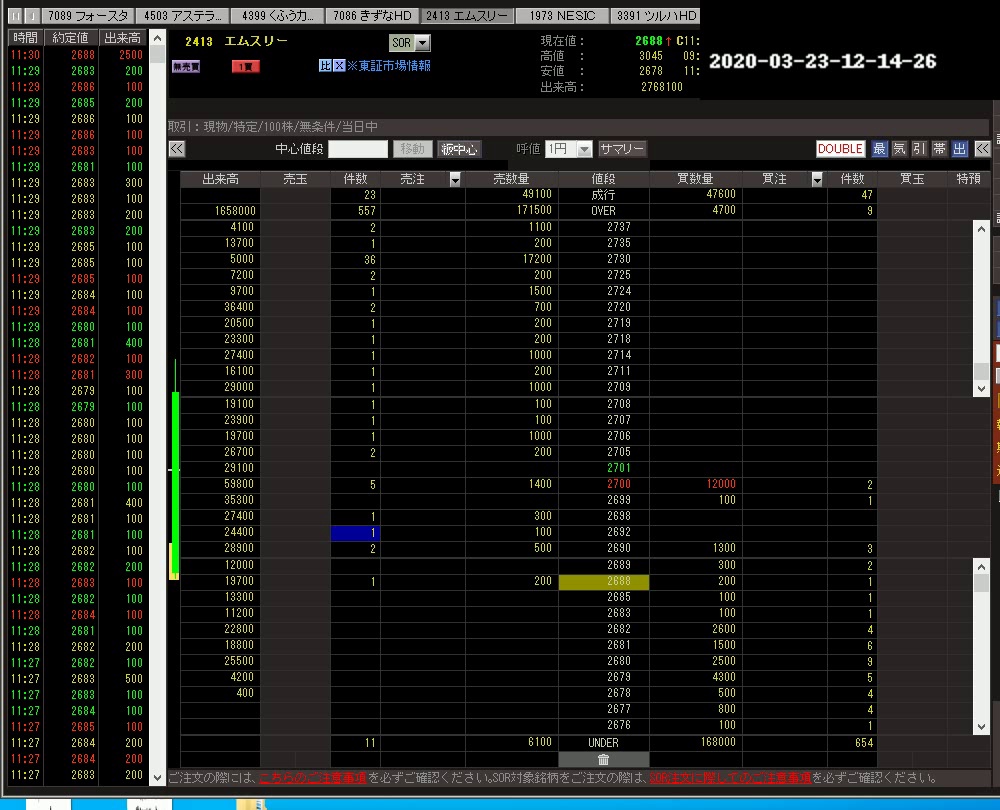 7089 フォースタ 4503 アステラ… 4399 くふう力… 7086 きずなHD 2413 エムスリー 1973 NESIC 3391 ツルハHD
2413 エムスリー SOR
無売買 1買 比 X ※東証市場情報
現在値： 2688↑ C11:
高値： 3045 09:
安値： 2678 11:
出来高： 2768100
2020-03-23-12-14-26
取引：現物/特定/100株/無条件/当日中
中心値段 移動 板中心 呼値 1円 サマリー DOUBLE 最 気 引 帯 出
時間 約定値 出来高
11:30 2688 2500
11:29 2683 200
11:29 2686 100
11:29 2685 200
11:29 2686 100
11:29 2686 100
11:29 2683 100
11:29 2681 100
11:29 2683 300
11:29 2683 100
11:29 2683 200
11:29 2683 200
11:29 2685 100
11:29 2685 100
11:29 2685 100
11:29 2684 100
11:29 2684 100
11:29 2680 100
11:28 2681 400
11:28 2682 100
11:28 2681 300
11:28 2679 100
11:28 2679 100
11:28 2680 100
11:28 2680 100
11:28 2680 100
11:28 2680 100
11:28 2680 100
11:28 2681 400
11:28 2681 100
11:28 2681 100
11:28 2682 100
11:28 2682 200
11:28 2683 100
11:28 2682 100
11:28 2684 100
11:28 2681 100
11:28 2682 200
11:27 2682 100
11:27 2683 500
11:27 2683 100
11:27 2684 100
11:27 2685 100
11:27 2684 200
11:27 2684 200
11:27 2683 200
出来高 売玉 件数 売注 売数量 値段 買数量 買注 件数 買玉 特預
23 49100 成行 47600 47
1658000 557 171500 OVER 4700 9
4100 2 1100 2737
13700 1 200 2735
5000 36 17200 2730
7200 2 200 2725
9700 1 1500 2724
36400 2 700 2720
20500 1 200 2719
23300 1 200 2718
27400 1 1000 2714
16100 1 200 2711
29000 1 1000 2709
19100 1 100 2708
23900 1 100 2707
19700 1 1000 2706
26700 2 200 2705
29100 2701
59800 5 1400 2700 12000 2
35300 2699 100 1
27400 1 300 2698
24400 1 100 2692
28900 2 500 2690 1300 3
12000 2689 300 2
19700 1 200 2688 200 1
13300 2685 100 1
11200 2683 100 1
22800 2682 2600 4
18800 2681 1500 6
25500 2680 2500 9
4200 2679 4300 5
400 2678 500 4
2677 800 4
2676 100 1
11 6100 UNDER 168000 654
ご注文の際には、こちらのご注意事項を必ずご確認ください。SOR対象銘柄をご注文の際は、SOR注文に際してのご注意事項を必ずご確認ください。